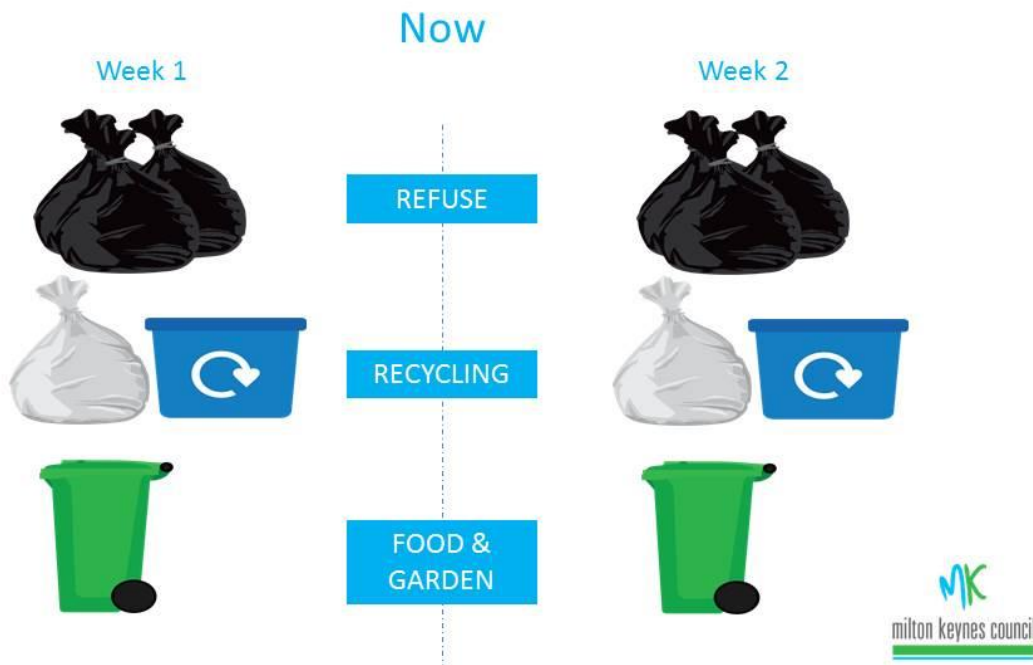 Now
Week 1
Week 2
REFUSE
RECYCLING
FOOD &
GARDEN
MK
milton keynes council